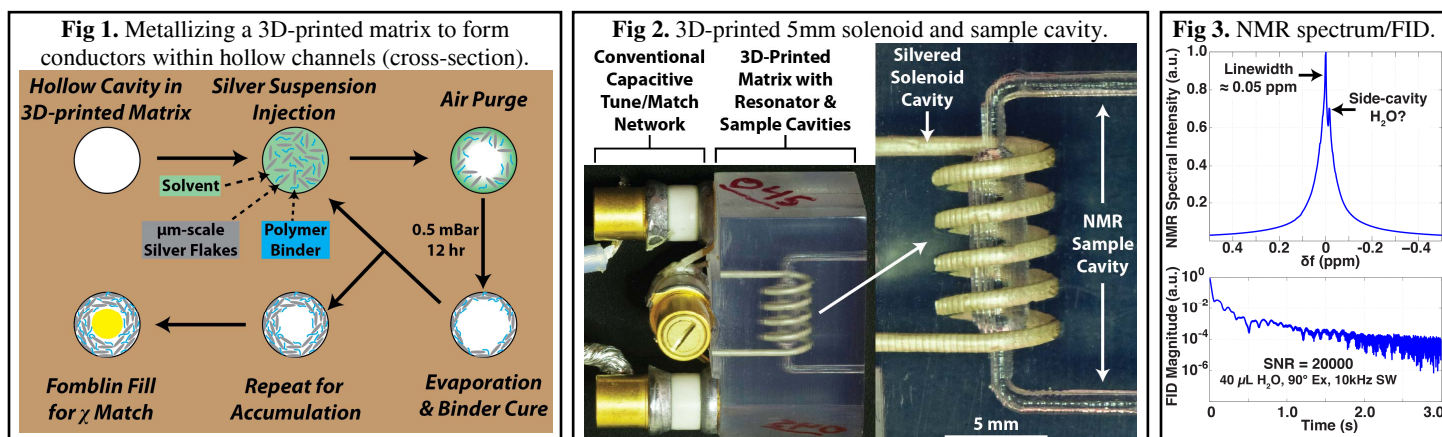 Fig 1. Metallizing a 3D-printed matrix to form
conductors within hollow channels (cross-section).
Hollow Cavity in
3D-printed Matrix
Silver Suspension
Injection
Air Purge
Solvent
µm-scale
Silver Flakes
Polymer
Binder
0.5 mBar
12 hr
Fomblin Fill
for χ Match
Repeat for
Accumulation
Evaporation
& Binder Cure
Fig 2. 3D-printed 5mm solenoid and sample cavity.
Conventional
Capacitive
Tune/Match
Network
3D-Printed
Matrix with
Resonator &
Sample Cavities
Silvered
Solenoid
Cavity
045
NMR
Sample
Cavity
5 mm
Fig 3. NMR spectrum/FID.
NMR Spectral Intensity (a.u.)
1.0
0.8
0.6
0.4
0.2
Linewidth
≈ 0.05 ppm
Side-cavity
H₂O?
0.4 0.2 0 -0.2 -0.4
δf (ppm)
FID Magnitude (a.u.)
10⁰
10⁻²
10⁻⁴
10⁻⁶
SNR = 20000
40 µL H₂O, 90° Ex, 10kHz SW
0 1.0 2.0 3.0
Time (s)